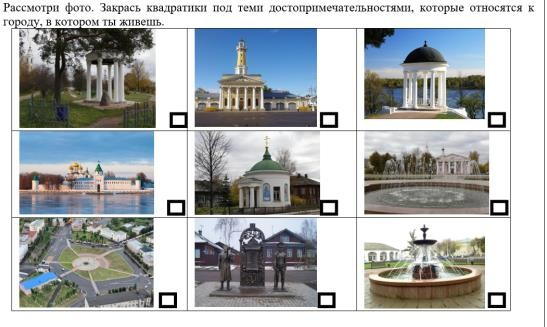 Рассмотри фото. Закрась квадратики под теми достопримечательностями, которые относятся к
городу, в котором ты живешь.